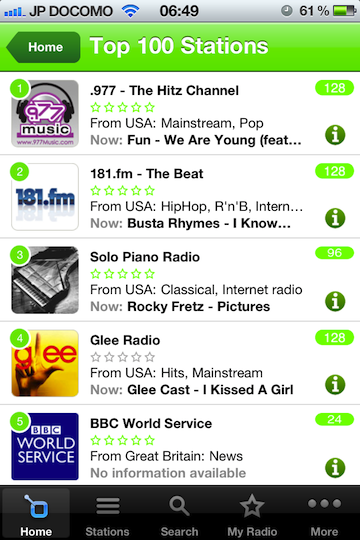 JP DOCOMO 06:49 61%
Home Top 100 Stations
1
977
music
www.977Music.com
.977 - The Hitz Channel 128
From USA: Mainstream, Pop
Now: Fun - We Are Young (feat…
2
181.fm
181.fm - The Beat 128
From USA: HipHop, R'n'B, Intern…
Now: Busta Rhymes - I Know…
3
Solo Piano Radio 96
From USA: Classical, Internet radio
Now: Rocky Fretz - Pictures
4
glee
Glee Radio 128
From USA: Hits, Mainstream
Now: Glee Cast - I Kissed A Girl
5
BBC
WORLD
SERVICE
BBC World Service 24
From Great Britain: News
No information available
Home Stations Search My Radio More